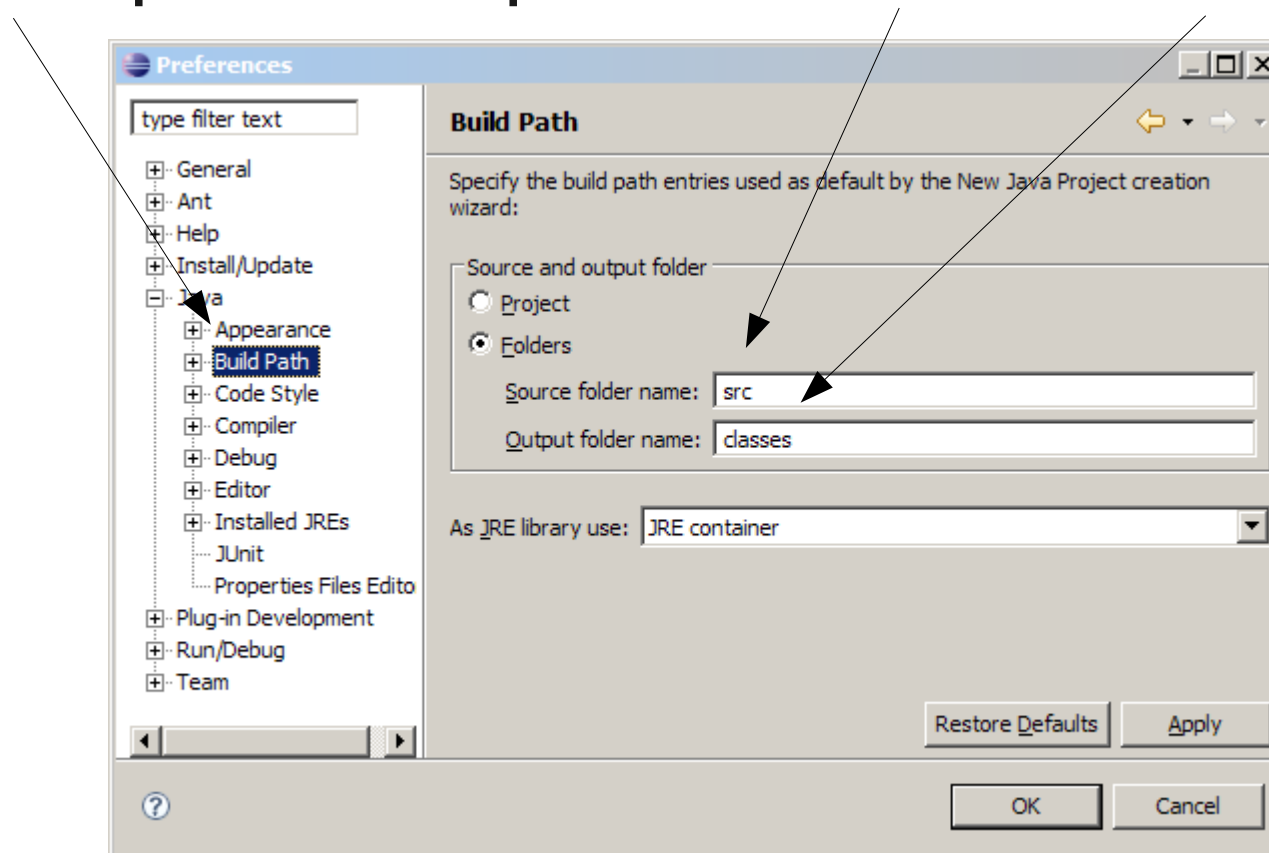 Preferences
type filter text
General
Ant
Help
Install/Update
Java
Appearance
Build Path
Code Style
Compiler
Debug
Editor
Installed JREs
JUnit
Properties Files Edito
Plug-in Development
Run/Debug
Team
Build Path
Specify the build path entries used as default by the New Java Project creation
wizard:
Source and output folder
Project
Folders
Source folder name: src
Output folder name: classes
As JRE library use: JRE container
Restore Defaults Apply
OK Cancel